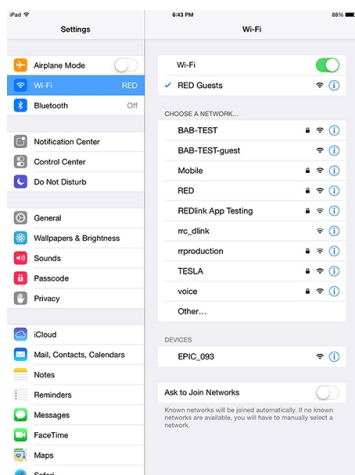 iPad 6:43 PM 88%
Settings
Wi-Fi
Airplane Mode
Wi-Fi RED
Bluetooth Off
Notification Center
Control Center
Do Not Disturb
General
Wallpapers & Brightness
Sounds
Passcode
Privacy
iCloud
Mail, Contacts, Calendars
Notes
Reminders
Messages
FaceTime
Maps
Safari
Wi-Fi
RED Guests
CHOOSE A NETWORK...
BAB-TEST
BAB-TEST-guest
Mobile
RED
REDlink App Testing
rrc_dlink
rrproduction
TESLA
voice
Other...
DEVICES
EPIC_093
Ask to Join Networks
Known networks will be joined automatically. If no known
networks are available, you will have to manually select a
network.